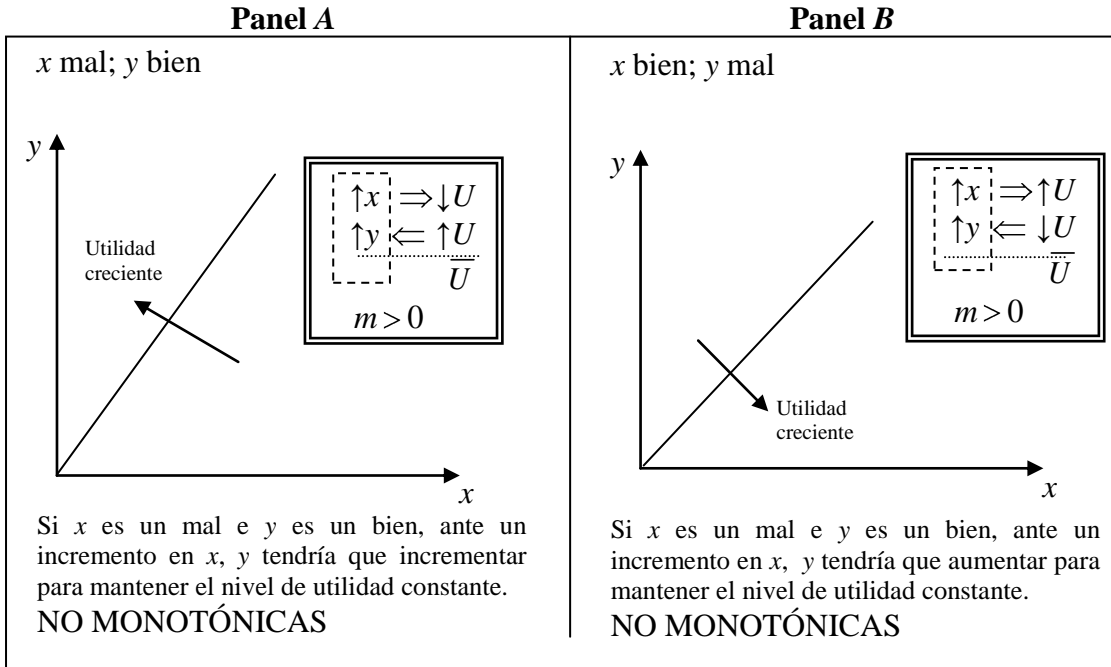 Panel A
x mal; y bien
y
↑x ⇒ ↓U
↑y ⇐ ↑U
U̅
m > 0
Utilidad
creciente
x
Si x es un mal e y es un bien, ante un
incremento en x, y tendría que incrementar
para mantener el nivel de utilidad constante.
NO MONOTÓNICAS
Panel B
x bien; y mal
y
↑x ⇒ ↑U
↑y ⇐ ↓U
U̅
m > 0
Utilidad
creciente
x
Si x es un mal e y es un bien, ante un
incremento en x, y tendría que aumentar para
mantener el nivel de utilidad constante.
NO MONOTÓNICAS